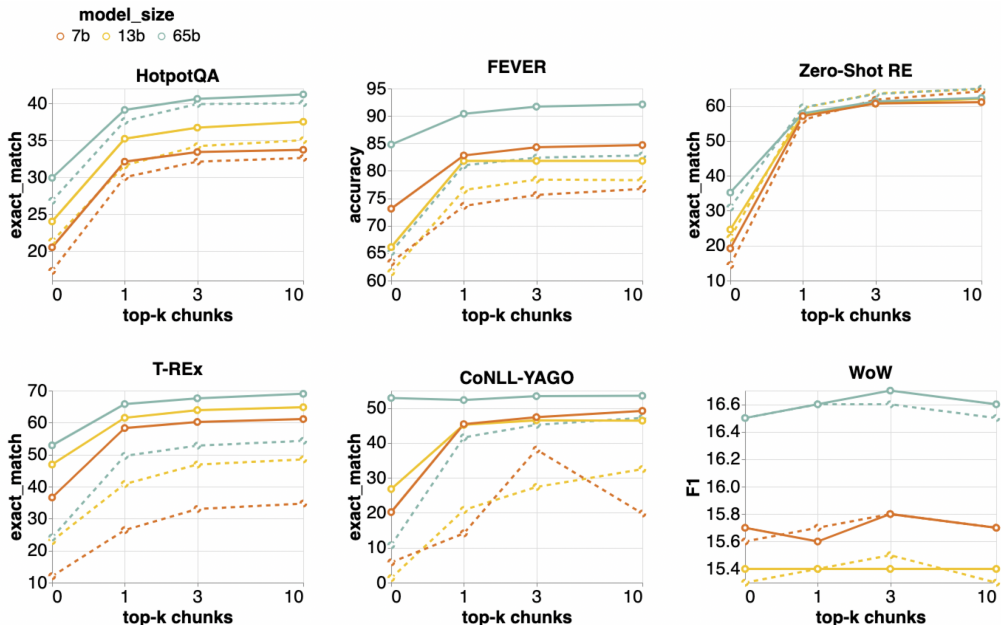 model_size
7b 13b 65b
HotpotQA
exact_match
40
35
30
25
20
0 1 3 10
top-k chunks
FEVER
accuracy
95
90
85
80
75
70
65
60
0 1 3 10
top-k chunks
Zero-Shot RE
exact_match
60
50
40
30
20
10
0 1 3 10
top-k chunks
T-REx
exact_match
70
60
50
40
30
20
10
0 1 3 10
top-k chunks
CoNLL-YAGO
exact_match
50
40
30
20
10
0
0 1 3 10
top-k chunks
WoW
F1
16.6
16.4
16.2
16.0
15.8
15.6
15.4
0 1 3 10
top-k chunks